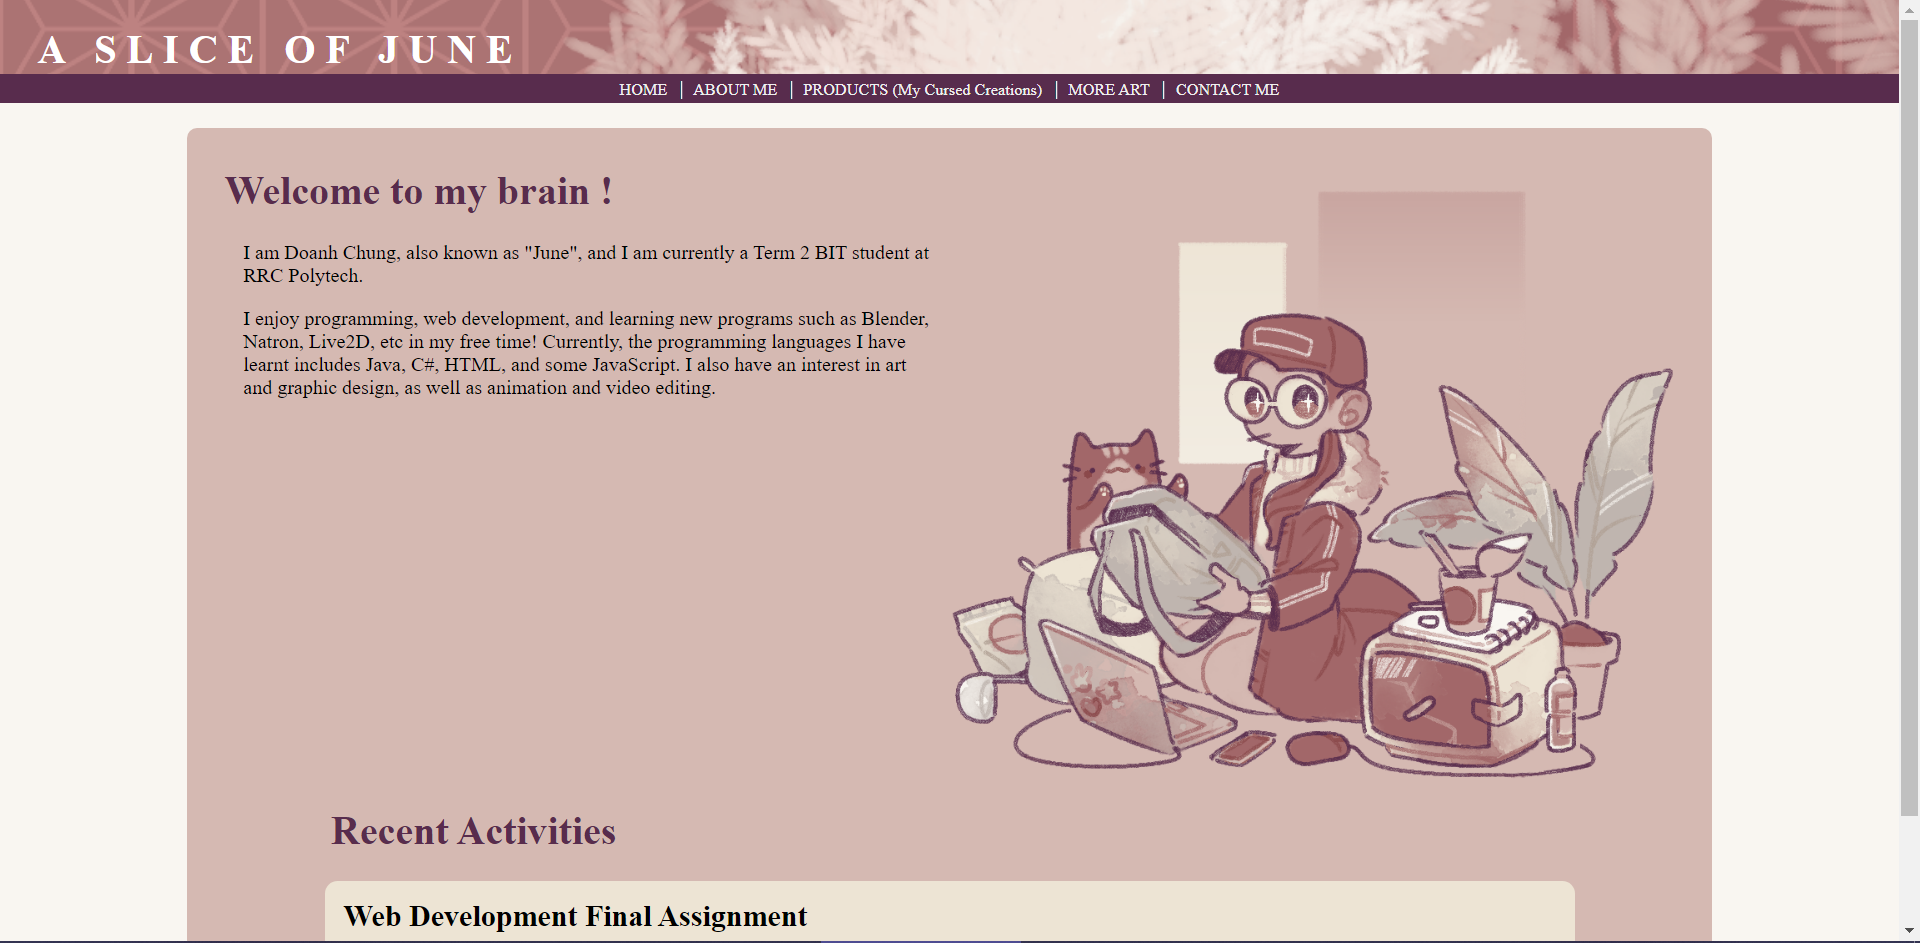 A SLICE OF JUNE
HOME | ABOUT ME | PRODUCTS (My Cursed Creations) | MORE ART | CONTACT ME
Welcome to my brain !
I am Doanh Chung, also known as "June", and I am currently a Term 2 BIT student at
RRC Polytech.
I enjoy programming, web development, and learning new programs such as Blender,
Natron, Live2D, etc in my free time! Currently, the programming languages I have
learnt includes Java, C#, HTML, and some JavaScript. I also have an interest in art
and graphic design, as well as animation and video editing.
Recent Activities
Web Development Final Assignment